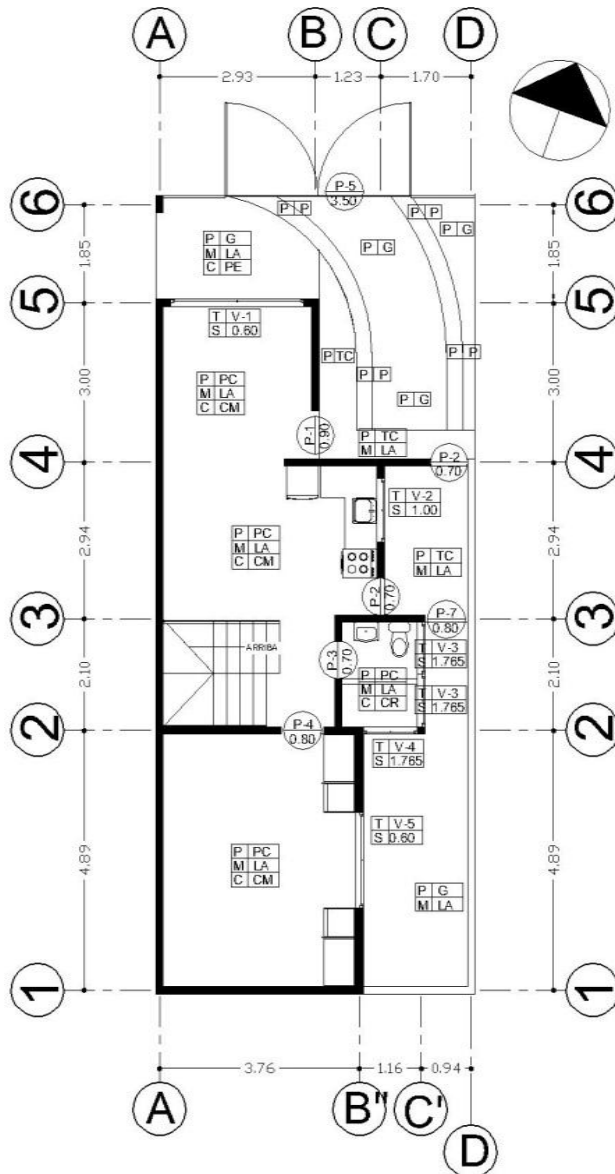 A B C D
2.93 1.23 1.70
6 P-5 6
3.50
P P P P
P G
P G
P G
M LA
C PE
1.85 1.85
5 5
T V-1
S 0.60
P TC P P
P P
P PC
M LA
C CM
P G
3.00 3.00
P-1
0.90
P TC
M LA
4 P-2 4
0.70
T V-2
S 1.00
P PC
M LA
C CM
P TC
M LA
2.94 2.94
P-2
0.70
3 P-7 3
0.80
ARRIBA
P-3
0.70
T V-3
S 1.765
P PC
M LA
C CR
T V-3
S 1.765
2.10 2.10
2 P-4 2
0.80
T V-4
S 1.765
T V-5
S 0.60
P PC
M LA
C CM
P G
M LA
4.89 4.89
1 1
3.76 1.16 0.94
A B" C' D